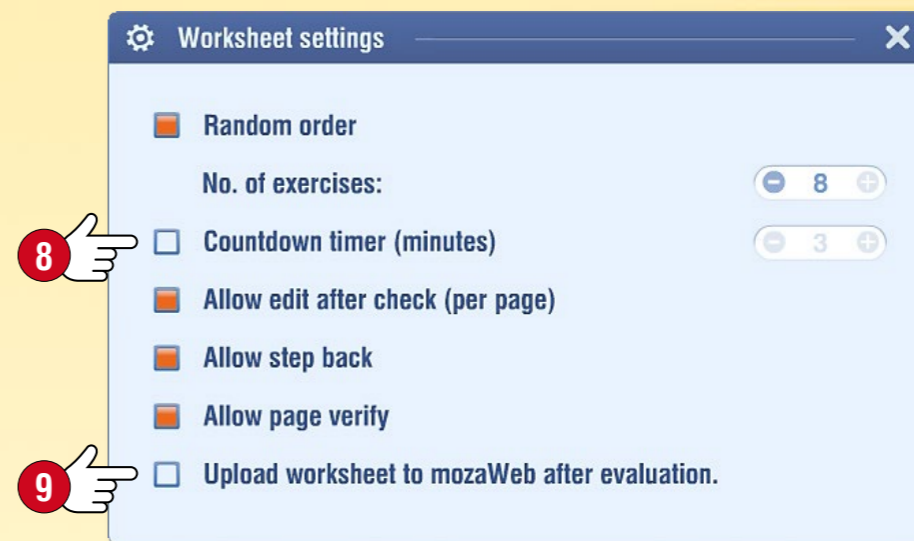 Worksheet settings
Random order
No. of exercises: 8
8 Countdown timer (minutes) 3
Allow edit after check (per page)
Allow step back
Allow page verify
9 Upload worksheet to mozaWeb after evaluation.